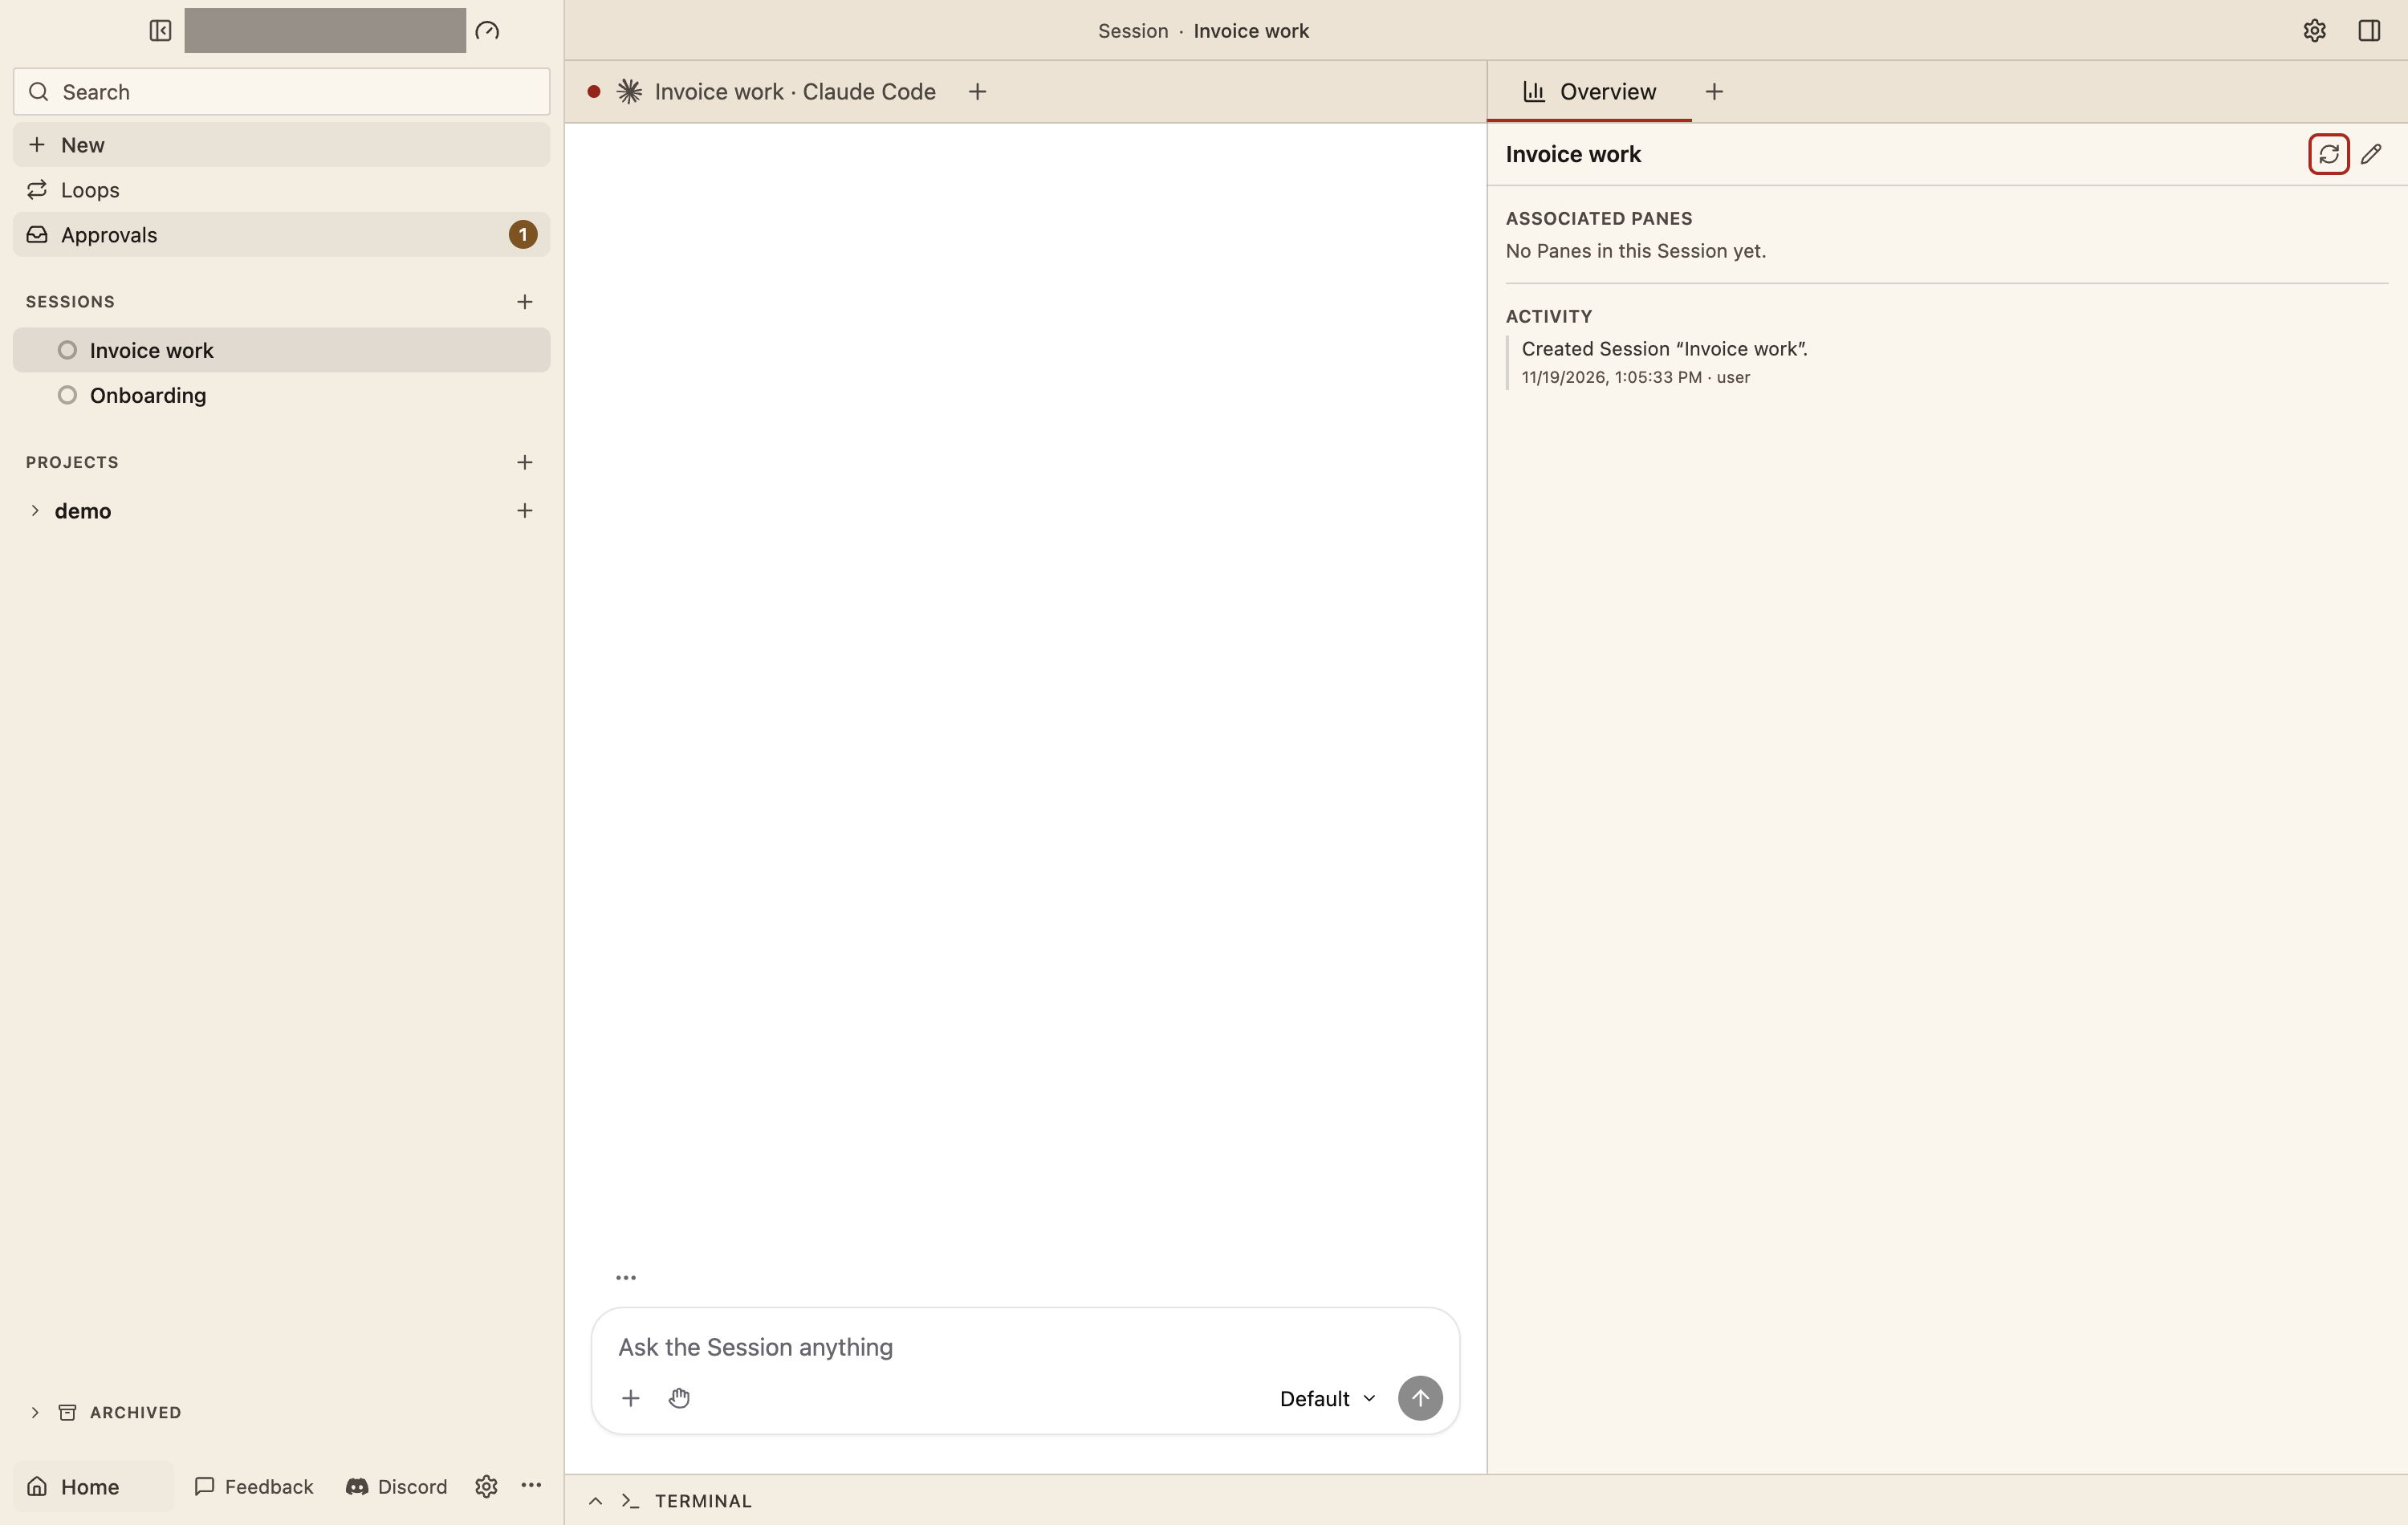 Session · Invoice work
Search
New
Loops
Approvals
1
SESSIONS
Invoice work
Onboarding
PROJECTS
demo
ARCHIVED
Home
Feedback
Discord
Invoice work · Claude Code
Ask the Session anything
Default
TERMINAL
Overview
Invoice work
ASSOCIATED PANES
No Panes in this Session yet.
ACTIVITY
Created Session “Invoice work”.
11/19/2026, 1:05:33 PM · user